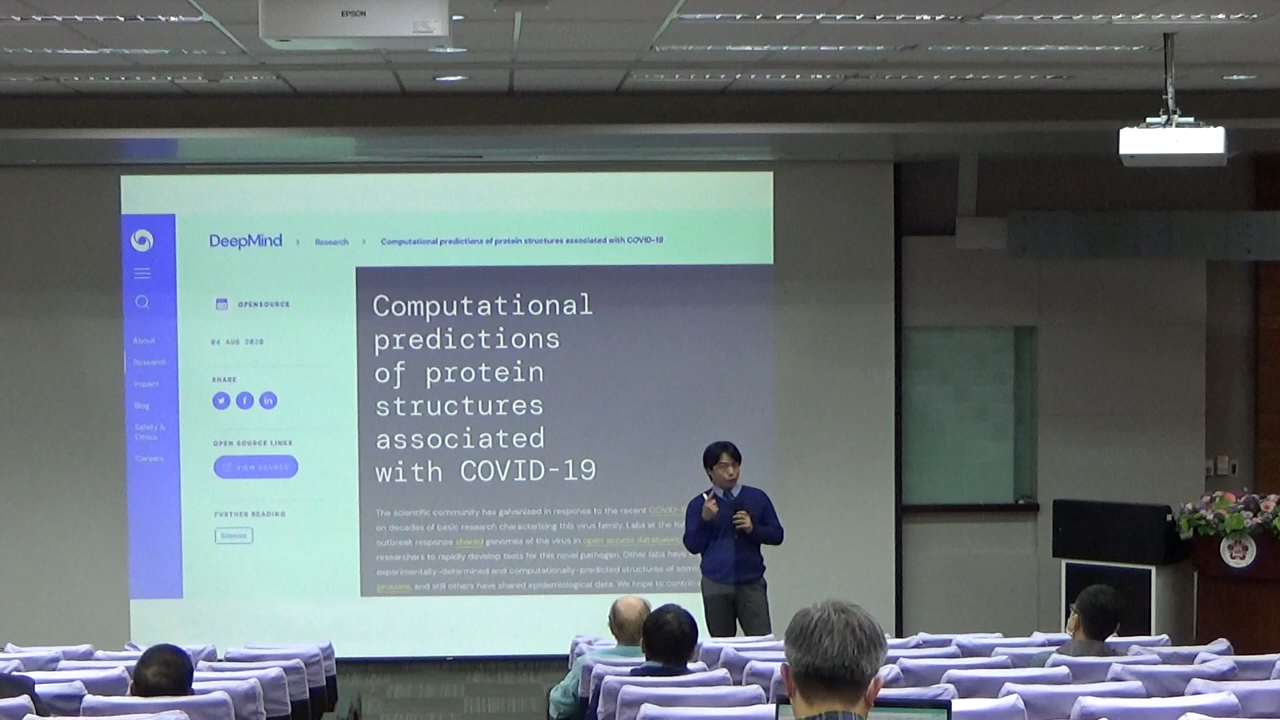 EPSON
DeepMind > Research > Computational predictions of protein structures associated with COVID-19
OPENSOURCE
04 AUG 2020
About
Research
Impact
Blog
Safety &
Ethics
Careers
SHARE
OPEN SOURCE LINKS
VIEW SOURCE
FURTHER READING
Computational
predictions
of protein
structures
associated
with COVID-19
The scientific community has galvanized in response to the recent COVID-
on decades of basic research characterising this virus family. Labs at the for
outbreak response shared genomes of the virus in open access databases
researchers to rapidly develop tests for this novel pathogen. Other labs have
experimentally-determined and computationally-predicted structures of some
proteins, and still others have shared epidemiological data. We hope to contribu